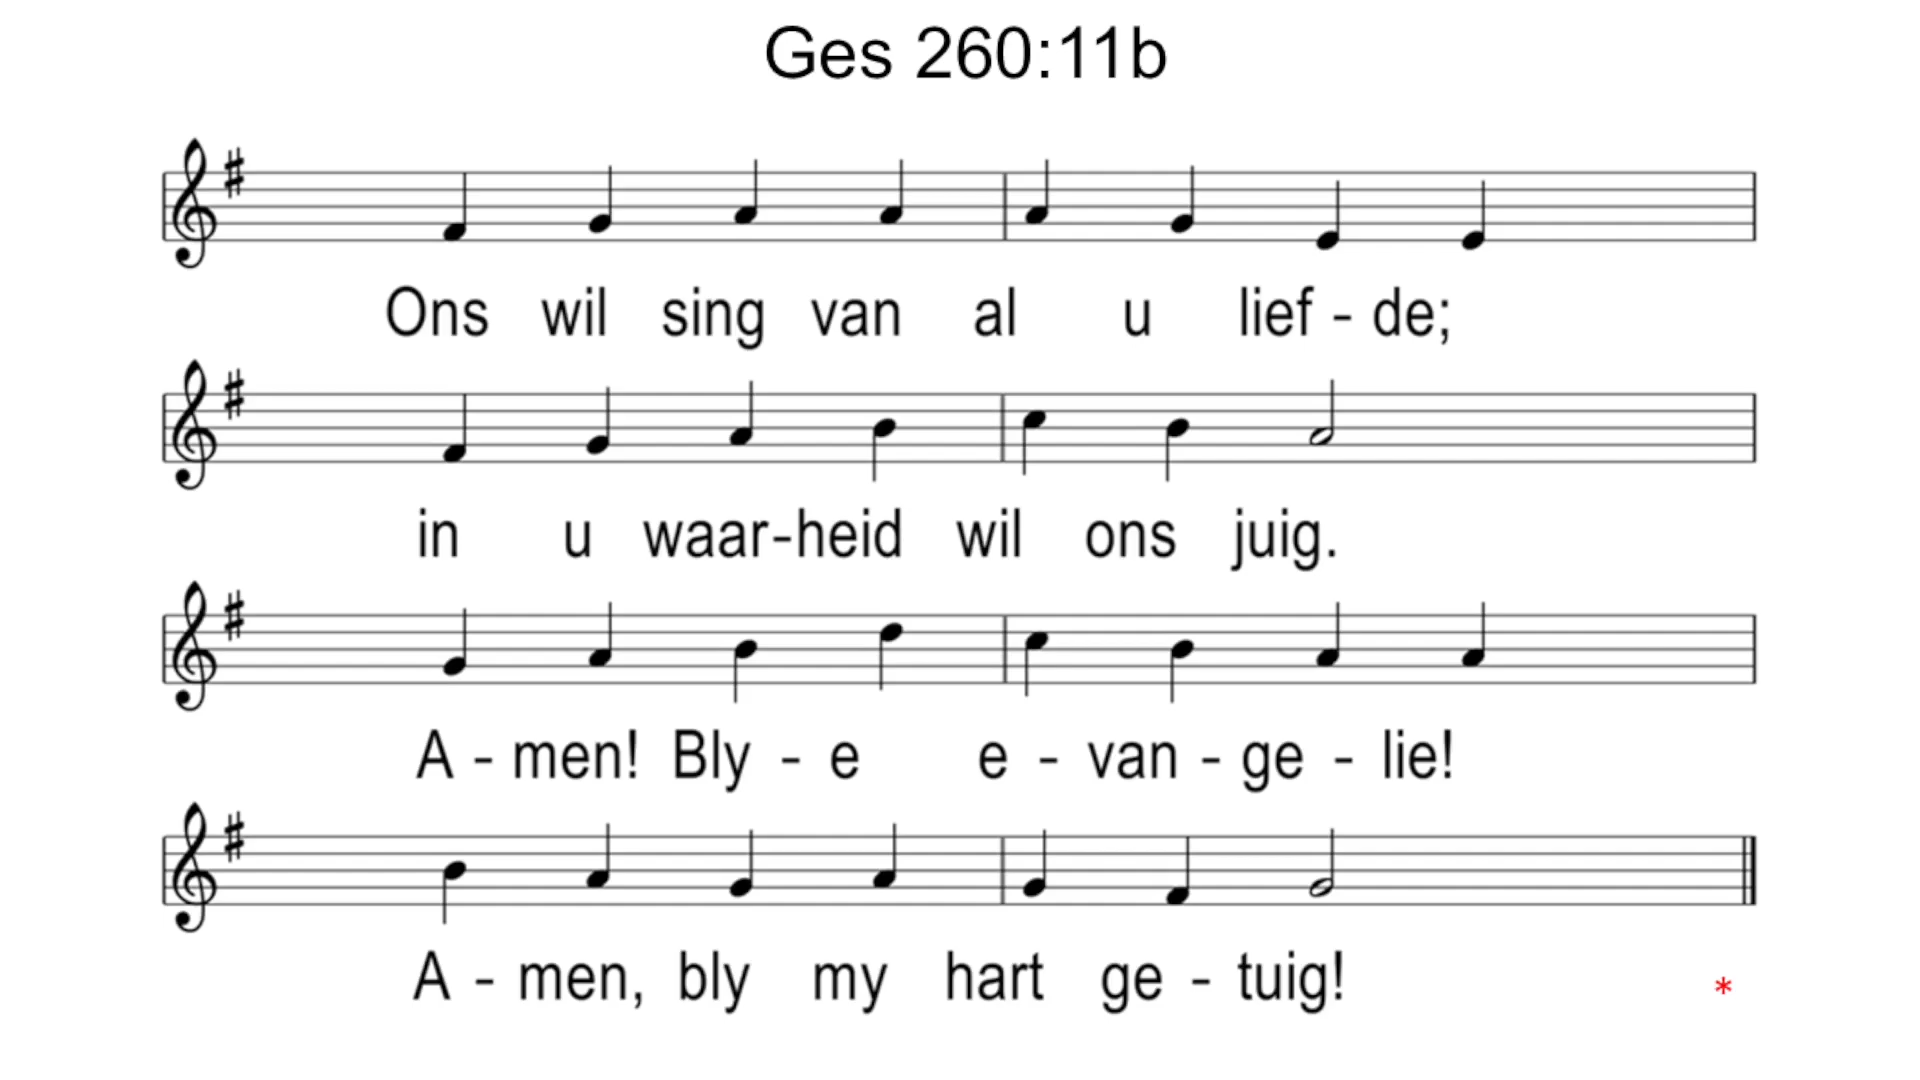 Ges 260:11b
Ons wil sing van al u lief - de;
in u waar-heid wil ons juig.
A - men! Bly - e e - van - ge - lie!
A - men, bly my hart ge - tuig!
*